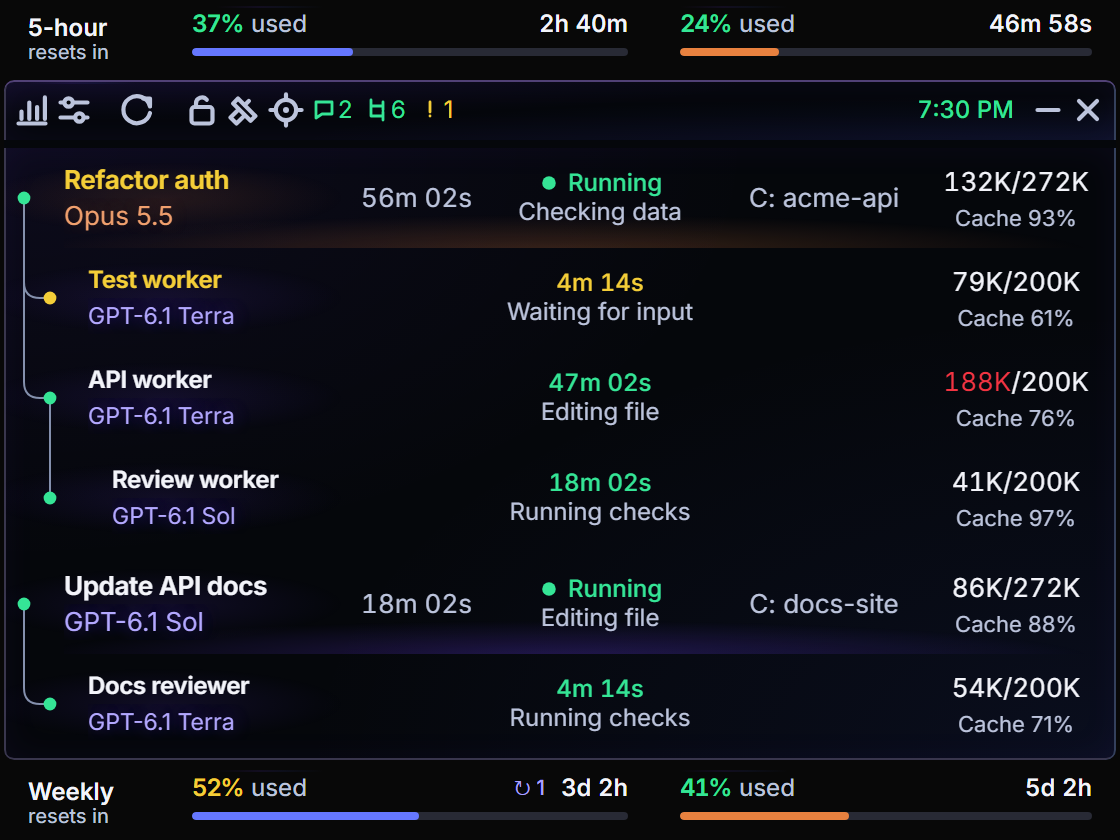 5-hour
resets in
37% used
2h 40m
24% used
46m 58s
2 6 ! 1
7:30 PM
Refactor auth
Opus 5.5
56m 02s
Running
Checking data
C: acme-api
132K/272K
Cache 93%
Test worker
GPT-6.1 Terra
4m 14s
Waiting for input
79K/200K
Cache 61%
API worker
GPT-6.1 Terra
47m 02s
Editing file
188K/200K
Cache 76%
Review worker
GPT-6.1 Sol
18m 02s
Running checks
41K/200K
Cache 97%
Update API docs
GPT-6.1 Sol
18m 02s
Running
Editing file
C: docs-site
86K/272K
Cache 88%
Docs reviewer
GPT-6.1 Terra
4m 14s
Running checks
54K/200K
Cache 71%
Weekly
resets in
52% used
↻ 1 3d 2h
41% used
5d 2h